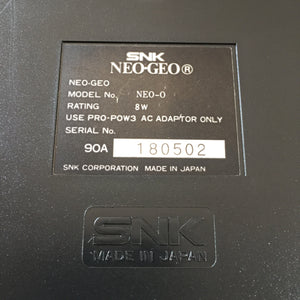 SNK
NEO·GEO®
NEO-GEO
MODEL No. NEO-0
RATING 8W
USE PRO-POW3 AC ADAPTOR ONLY
SERIAL No.
90A 180502
SNK CORPORATION MADE IN JAPAN
SNK
MADE IN JAPAN